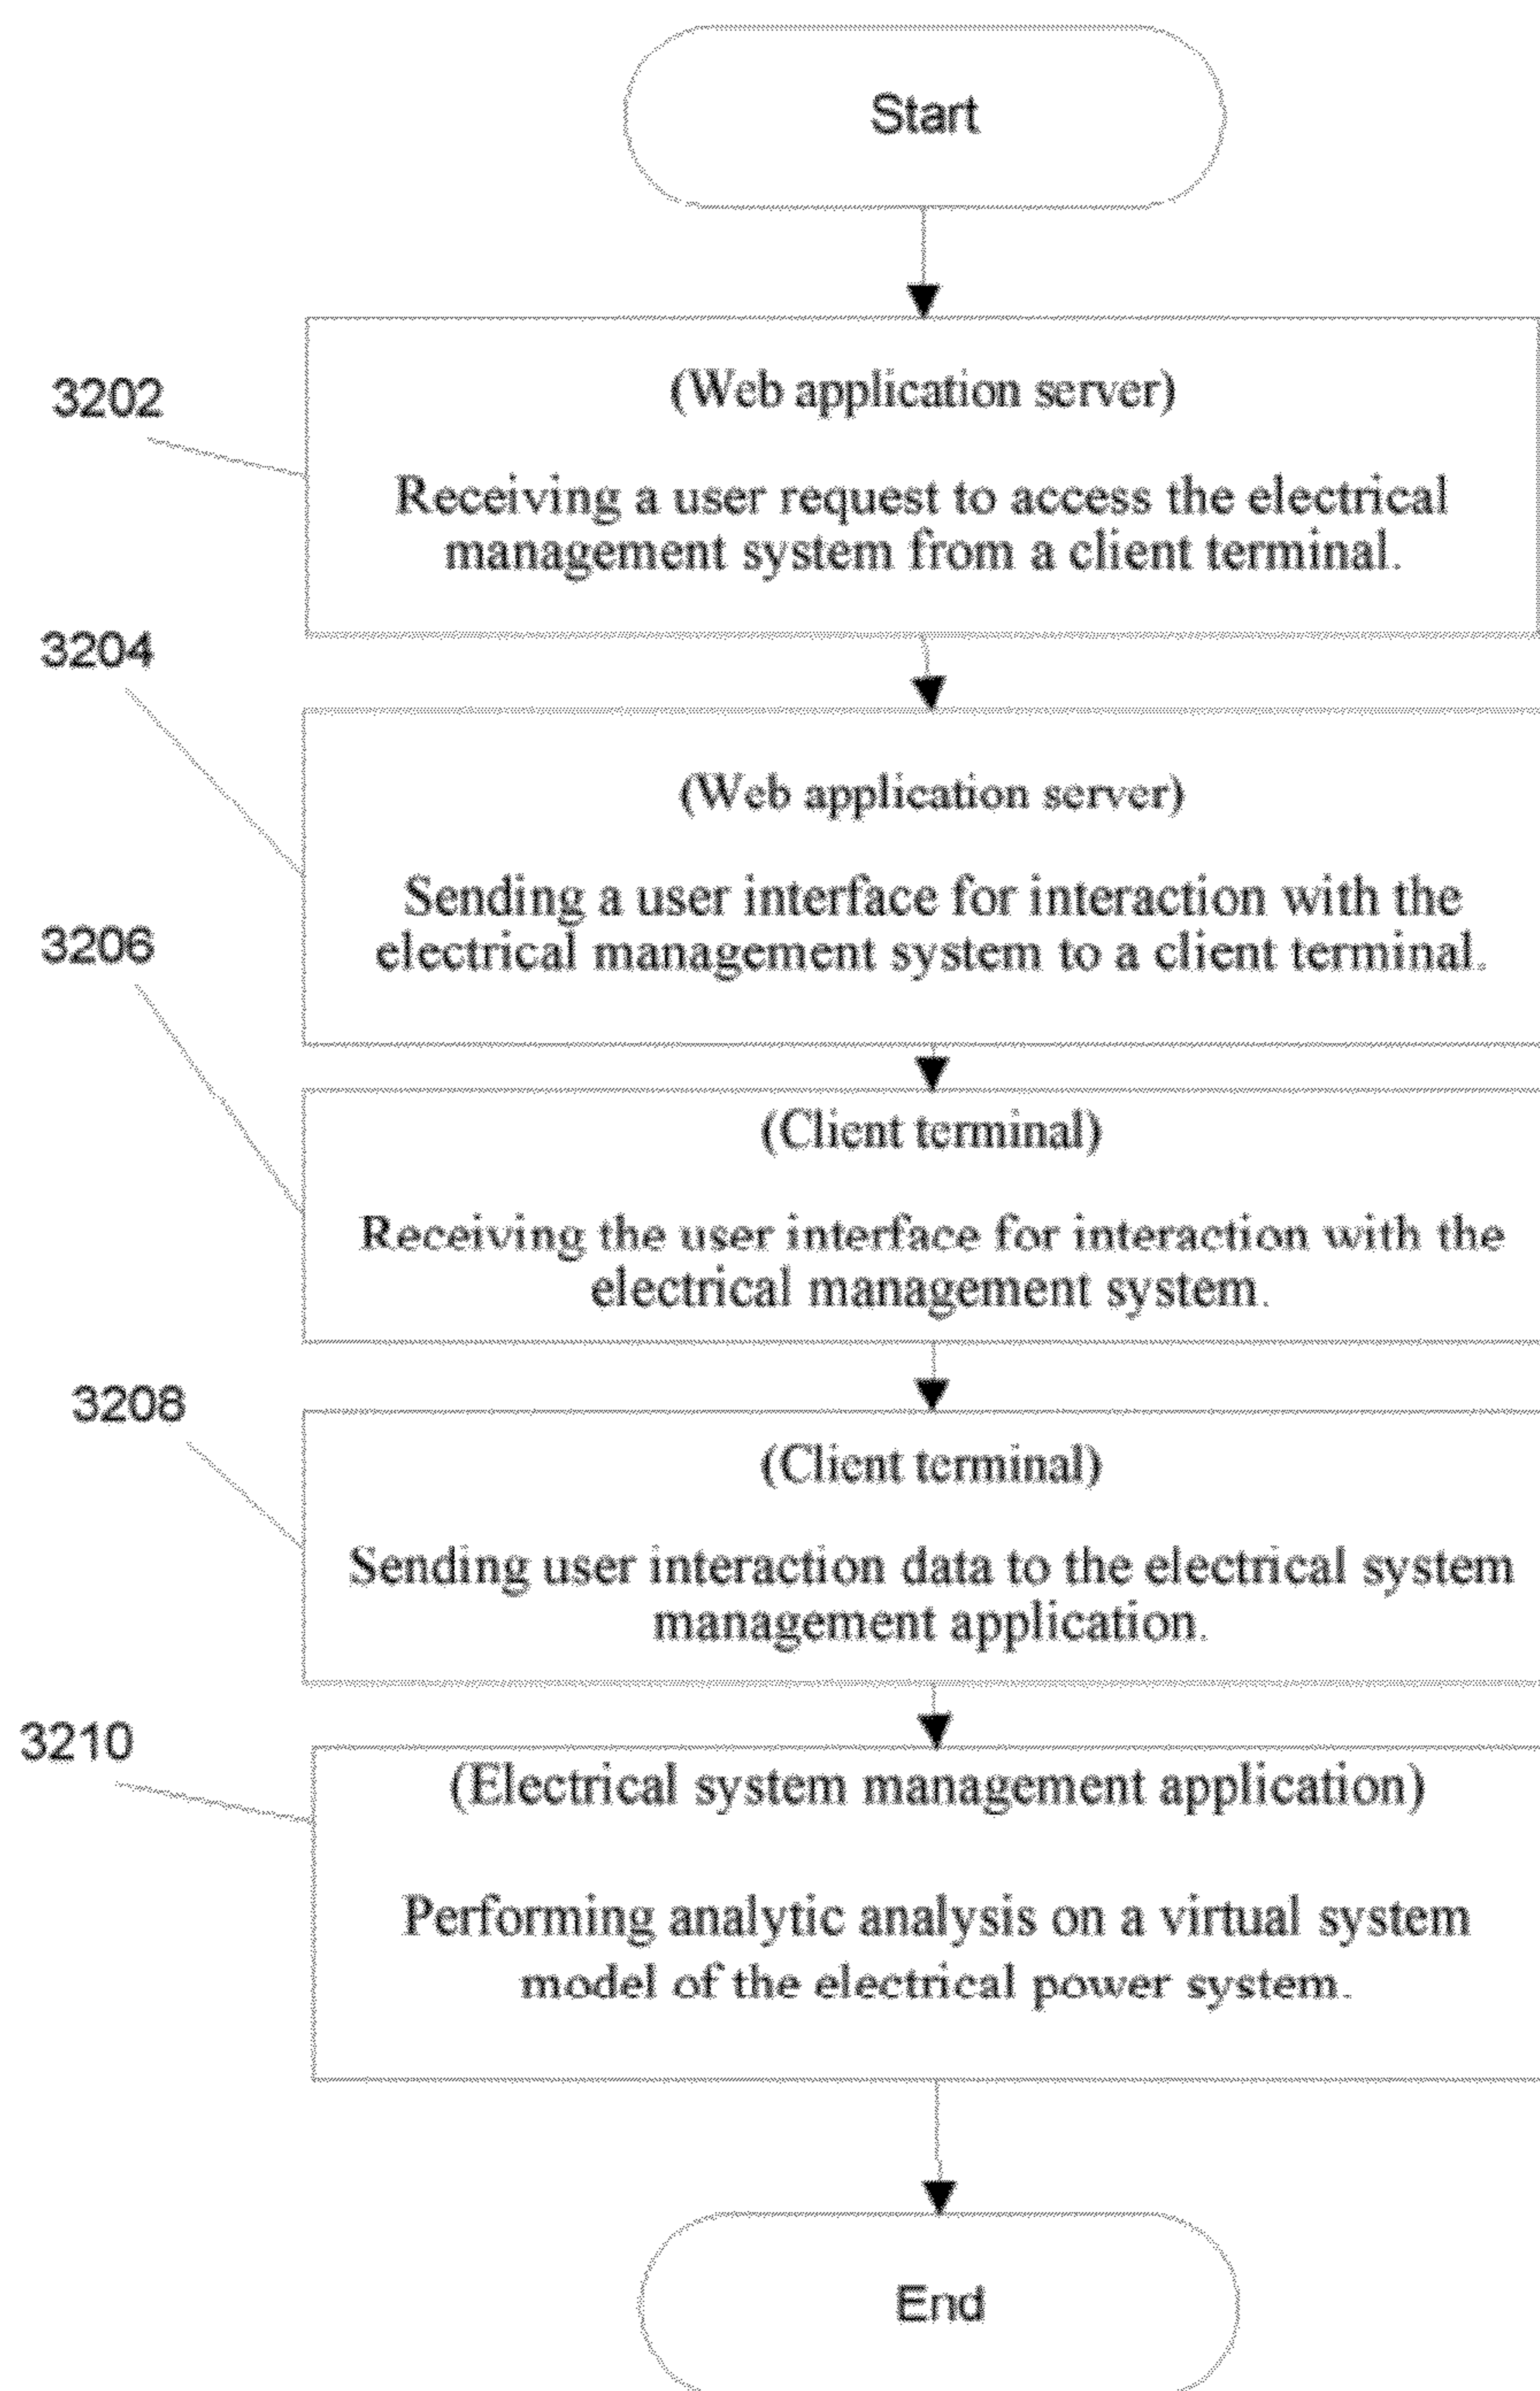 Start
3202
(Web application server)
Receiving a user request to access the electrical
management system from a client terminal.
3204
(Web application server)
Sending a user interface for interaction with the
electrical management system to a client terminal.
3206
(Client terminal)
Receiving the user interface for interaction with the
electrical management system.
3208
(Client terminal)
Sending user interaction data to the electrical system
management application.
3210
(Electrical system management application)
Performing analytic analysis on a virtual system
model of the electrical power system.
End